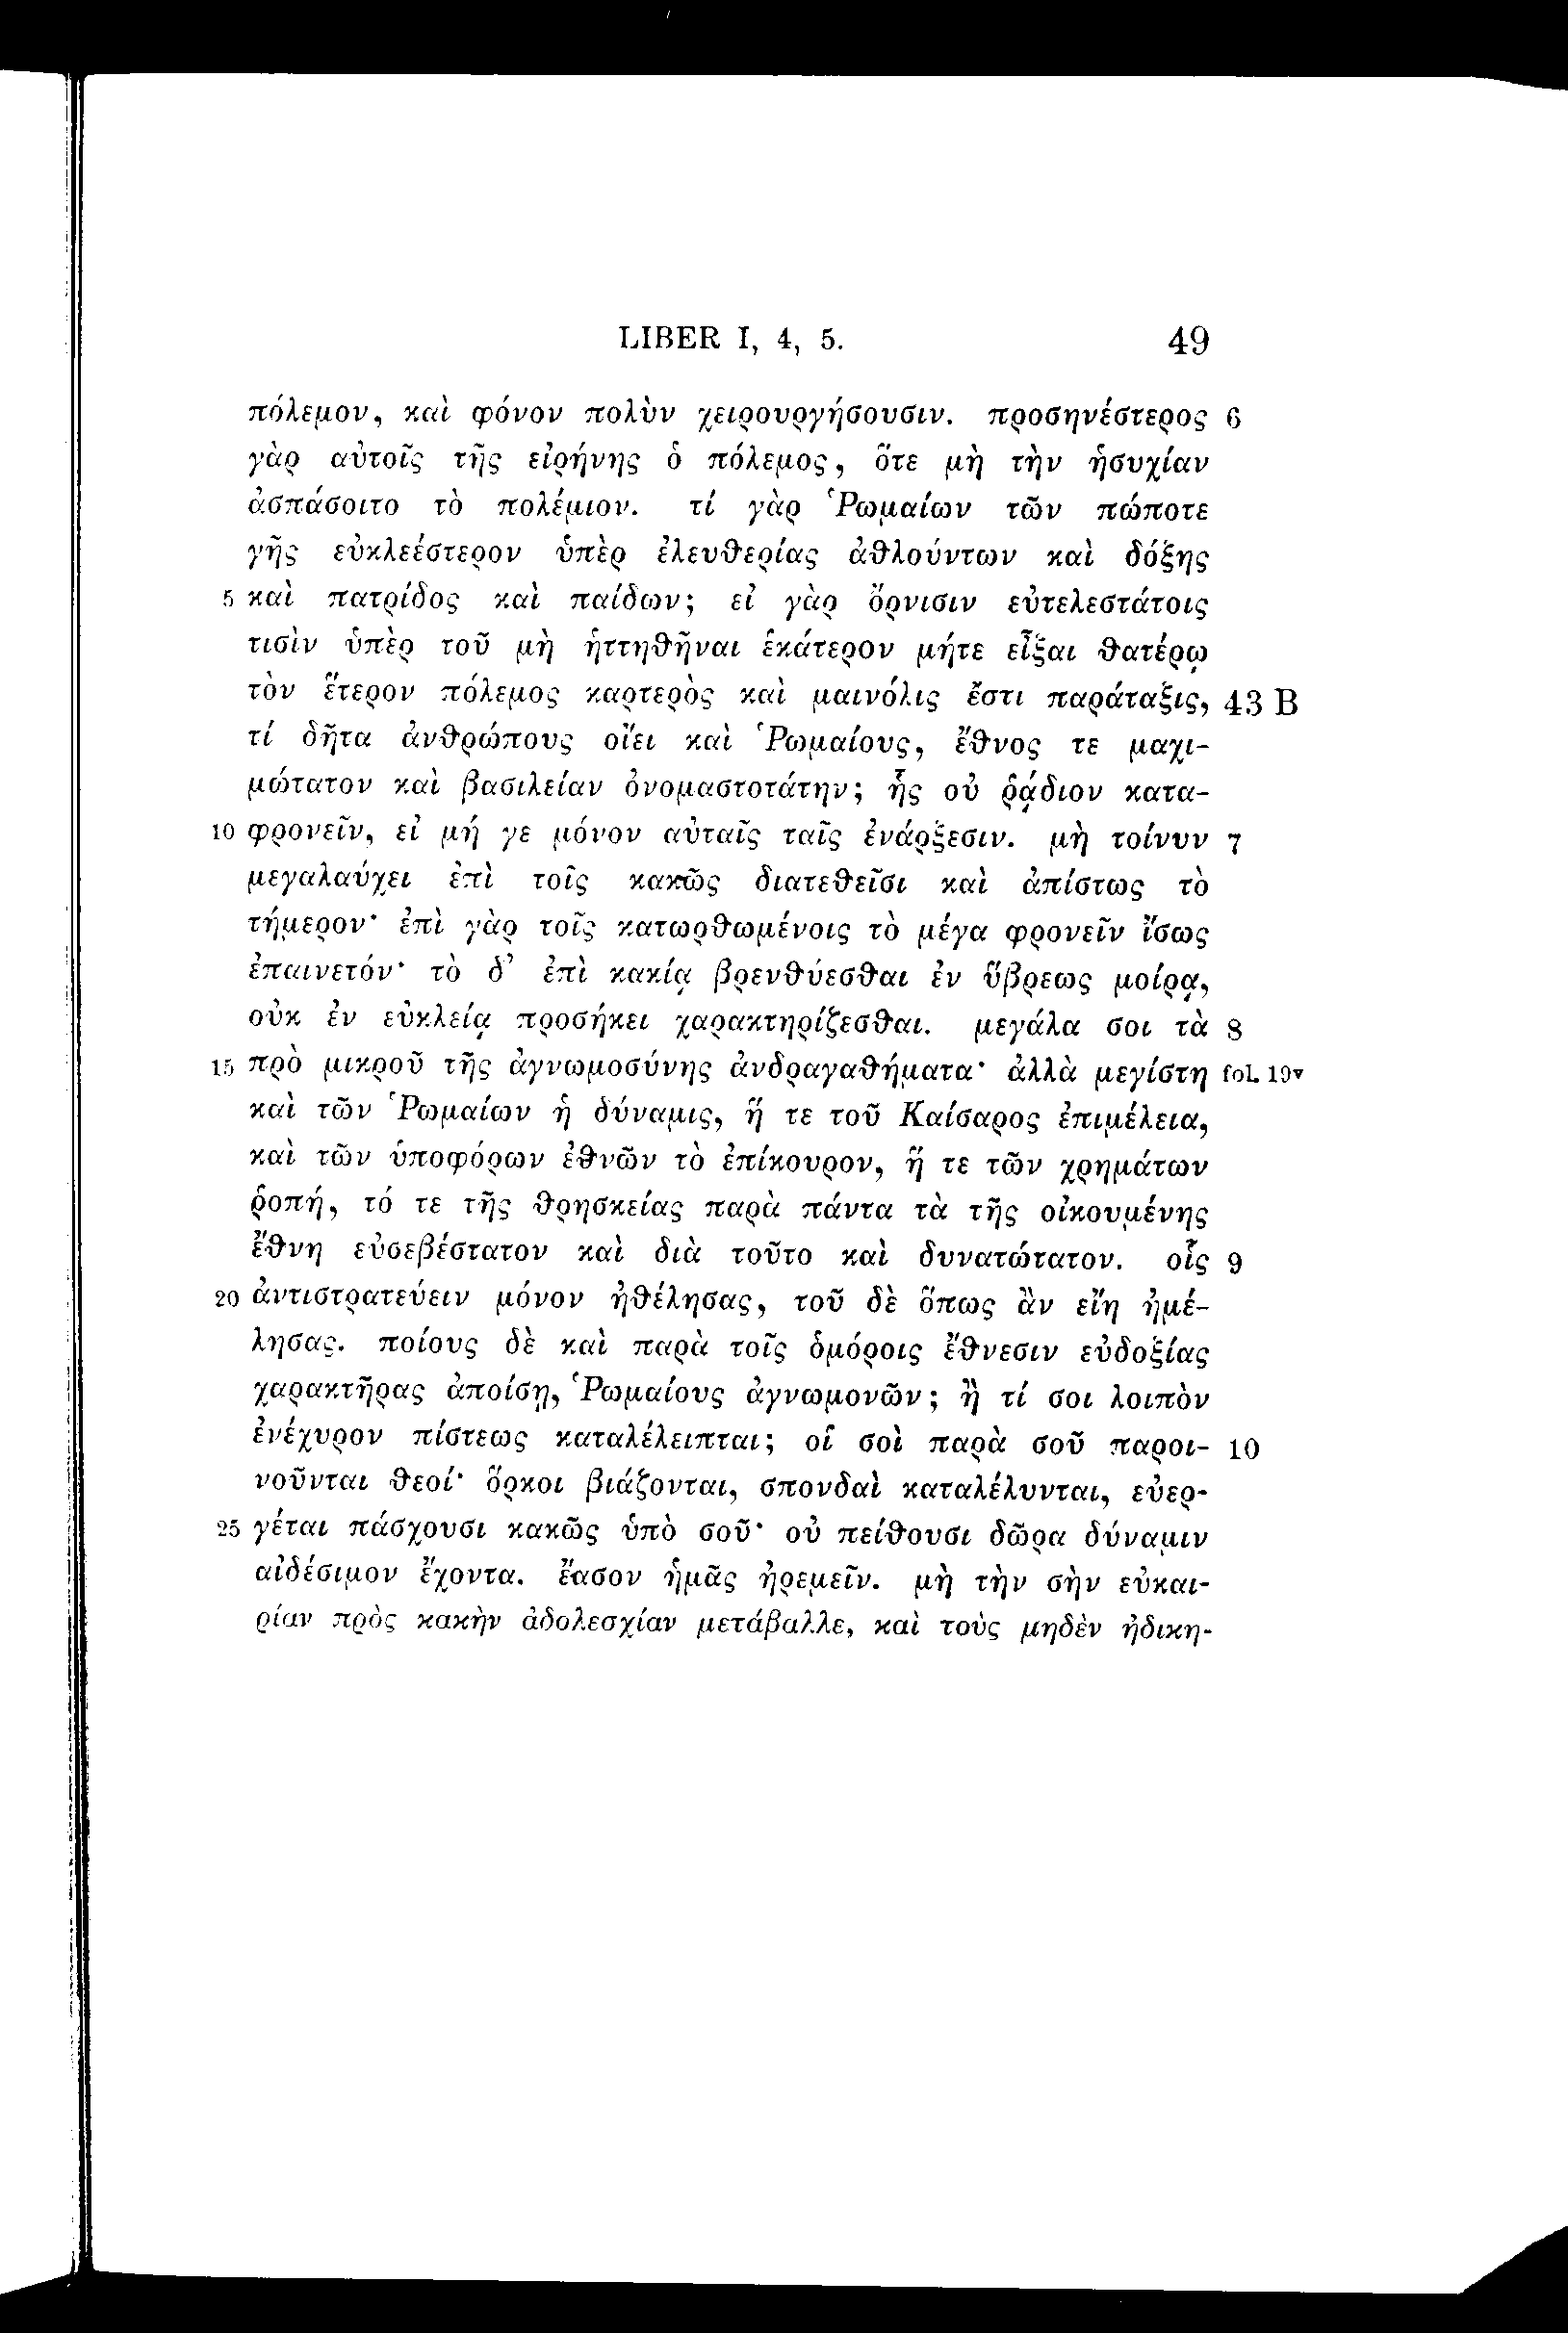 LIBER I, 4, 5. 49
πόλεμον, καὶ φόνον πολὺν χειρουργήσουσιν. προσηνέστερος 6
γὰρ αὐτοῖς τῆς εἰρήνης ὁ πόλεμος, ὅτε μὴ τὴν ἡσυχίαν
ἀσπάσοιτο τὸ πολέμιον. τί γὰρ Ῥωμαίων τῶν πώποτε
γῆς εὐκλεέστερον ὑπὲρ ἐλευθερίας ἀθλούντων καὶ δόξης
5 καὶ πατρίδος καὶ παίδων; εἰ γὰρ ὄρνισιν εὐτελεστάτοις
τισὶν ὑπὲρ τοῦ μὴ ἡττηθῆναι ἑκάτερον μήτε εἶξαι θατέρῳ
τὸν ἕτερον πόλεμος καρτερὸς καὶ μαινόλις ἔστι παράταξις, 43 B
τί δῆτα ἀνθρώπους οἴει καὶ Ῥωμαίους, ἔθνος τε μαχι-
μώτατον καὶ βασιλείαν ὀνομαστοτάτην; ἧς οὐ ῥᾴδιον κατα-
10 φρονεῖν, εἰ μή γε μόνον αὐταῖς ταῖς ἐνάρξεσιν. μὴ τοίνυν 7
μεγαλαύχει ἐπὶ τοῖς κακῶς διατεθεῖσι καὶ ἀπίστως τὸ
τήμερον· ἐπὶ γὰρ τοῖς κατωρθωμένοις τὸ μέγα φρονεῖν ἴσως
ἐπαινετόν· τὸ δ’ ἐπὶ κακίᾳ βρενθύεσθαι ἐν ὕβρεως μοίρᾳ,
οὐκ ἐν εὐκλείᾳ προσήκει χαρακτηρίζεσθαι. μεγάλα σοι τὰ 8
15 πρὸ μικροῦ τῆς ἀγνωμοσύνης ἀνδραγαθήματα· ἀλλὰ μεγίστη fol. 19v
καὶ τῶν Ῥωμαίων ἡ δύναμις, ἥ τε τοῦ Καίσαρος ἐπιμέλεια,
καὶ τῶν ὑποφόρων ἐθνῶν τὸ ἐπίκουρον, ἥ τε τῶν χρημάτων
ῥοπή, τό τε τῆς θρησκείας παρὰ πάντα τὰ τῆς οἰκουμένης
ἔθνη εὐσεβέστατον καὶ διὰ τοῦτο καὶ δυνατώτατον. οἷς 9
20 ἀντιστρατεύειν μόνον ἠθέλησας, τοῦ δὲ ὅπως ἂν εἴη ἠμέ-
λησας. ποίους δὲ καὶ παρὰ τοῖς ὁμόροις ἔθνεσιν εὐδοξίας
χαρακτῆρας ἀποίσῃ, Ῥωμαίους ἀγνωμονῶν; ἢ τί σοι λοιπὸν
ἐνέχυρον πίστεως καταλέλειπται; οἱ σοὶ παρὰ σοῦ παροι- 10
νοῦνται θεοί· ὅρκοι βιάζονται, σπονδαὶ καταλέλυνται, εὐερ-
25 γέται πάσχουσι κακῶς ὑπὸ σοῦ· οὐ πείθουσι δῶρα δύναμιν
αἰδέσιμον ἔχοντα. ἔασον ἡμᾶς ἠρεμεῖν. μὴ τὴν σὴν εὐκαι-
ρίαν πρὸς κακὴν ἀδολεσχίαν μετάβαλλε, καὶ τοὺς μηδὲν ἠδικη-